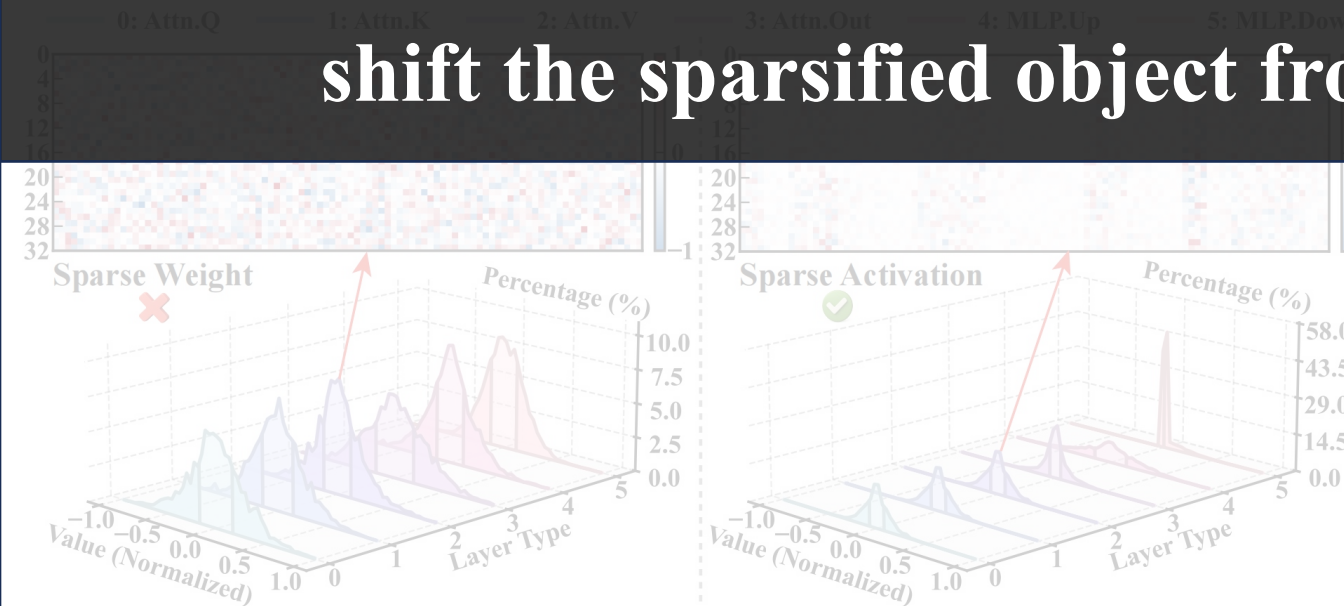 0: Attn.Q 1: Attn.K 2: Attn.V 3: Attn.Out 4: MLP.Up 5: MLP.Dow
shift the sparsified object fro
0 1 0
4
8 8
12 12
16 0 16
20 20
24 24
28 28
32 −1 32
Sparse Weight
Percentage (%)
10.0
7.5
5.0
2.5
0.0
−1.0
−0.5
0.0
0.5
1.0
Value (Normalized)
0
1
2
3
4
5
Layer Type
Sparse Activation
Percentage (%)
58.0
43.5
29.0
14.5
0.0
−1.0
−0.5
0.0
0.5
1.0
Value (Normalized)
0
1
2
3
4
5
Layer Type